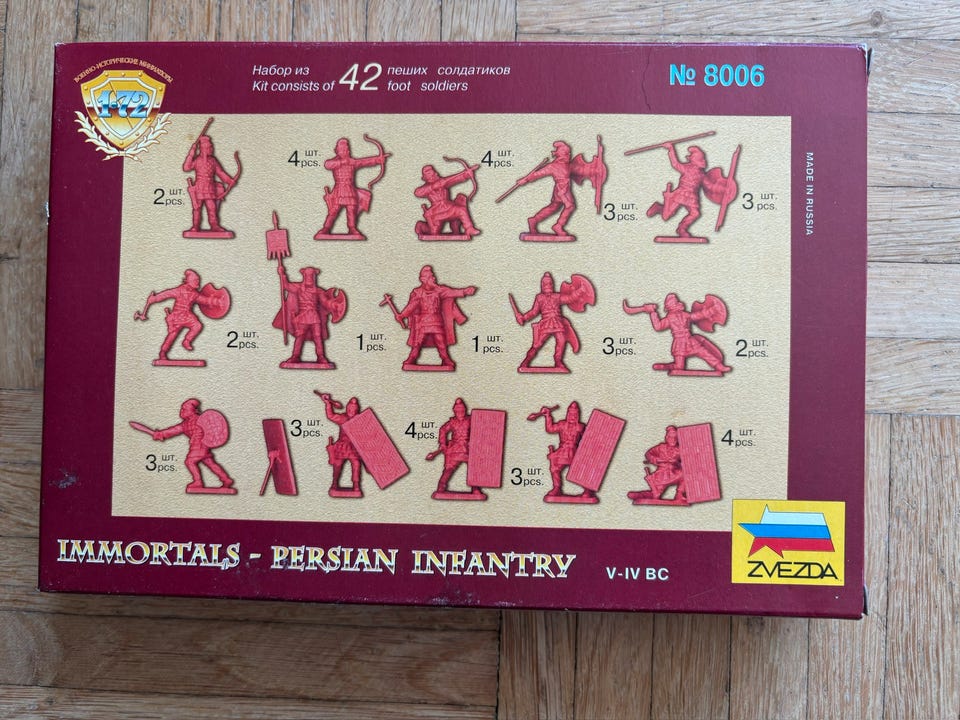 ВОЕННО-ИСТОРИЧЕСКИЕ МИНИАТЮРЫ
1-72
Набор из 42 пеших солдатиков
Kit consists of foot soldiers
№ 8006
MADE IN RUSSIA
2 шт. pcs.
4 шт. pcs.
4 шт. pcs.
3 шт. pcs.
3 шт. pcs.
2 шт. pcs.
1 шт. pcs.
1 шт. pcs.
3 шт. pcs.
2 шт. pcs.
3 шт. pcs.
3 шт. pcs.
4 шт. pcs.
3 шт. pcs.
4 шт. pcs.
IMMORTALS - PERSIAN INFANTRY V-IV BC
ZVEZDA